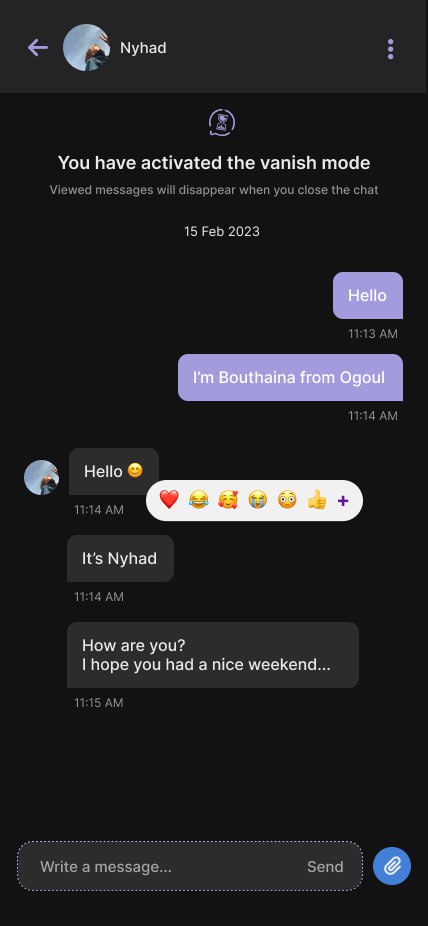 Nyhad
You have activated the vanish mode
Viewed messages will disappear when you close the chat
15 Feb 2023
Hello
11:13 AM
I’m Bouthaina from Ogoul
11:14 AM
Hello 😊
11:14 AM
❤️ 😂 🥰 😭 😳 👍 +
It’s Nyhad
11:14 AM
How are you?
I hope you had a nice weekend...
11:15 AM
Write a message... Send